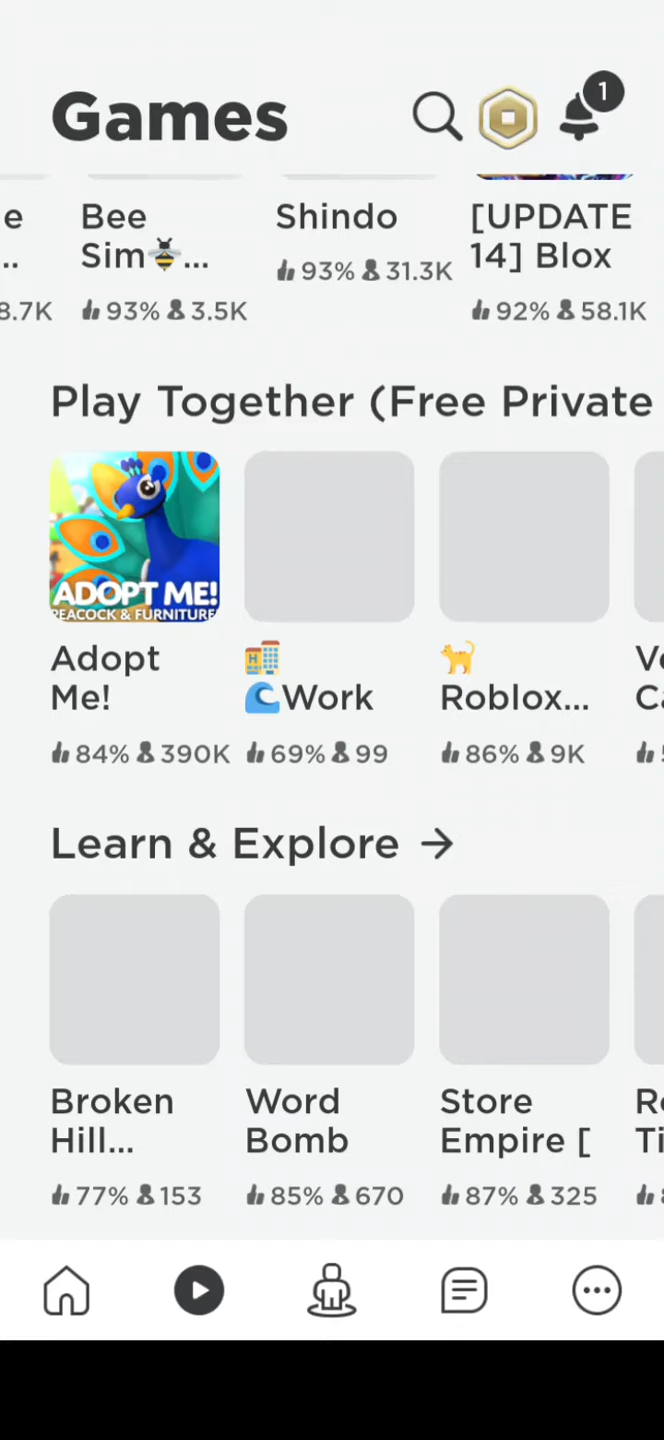 Games
1
e
Bee
Shindo
[UPDATE
..
Sim🐝...
14] Blox
8.7K
93% 3.5K
93% 31.3K
92% 58.1K
Play Together (Free Private
ADOPT ME!
PEACOCK & FURNITURE
Adopt
Me!
84% 390K
🏨
🌊Work
69% 99
🐈
Roblox...
86% 9K
Learn & Explore →
Broken
Hill...
77% 153
Word
Bomb
85% 670
Store
Empire [
87% 325